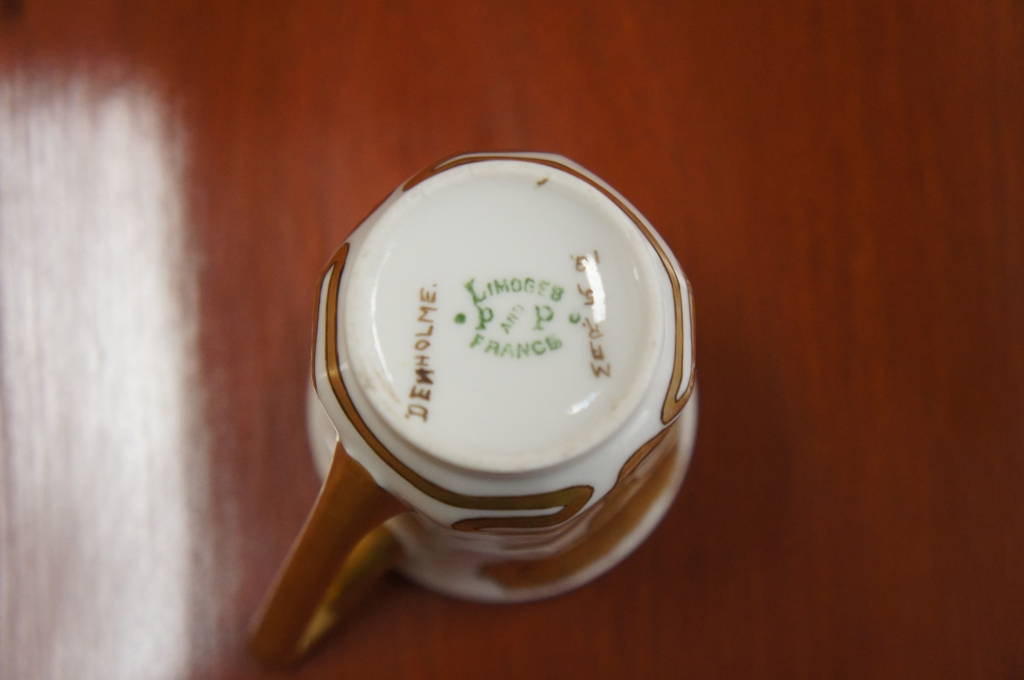 LIMOGES
P AND P
FRANCE
DENHOLME.